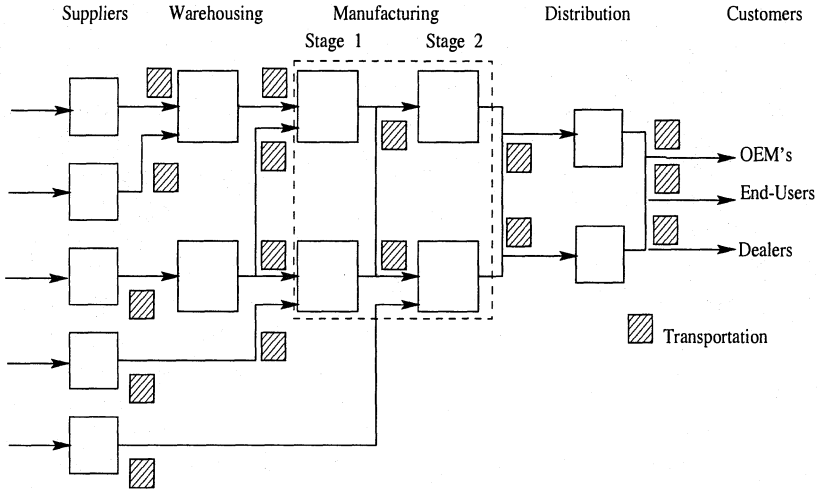 Suppliers Warehousing Manufacturing Distribution Customers
Stage 1 Stage 2
OEM's
End-Users
Dealers
Transportation